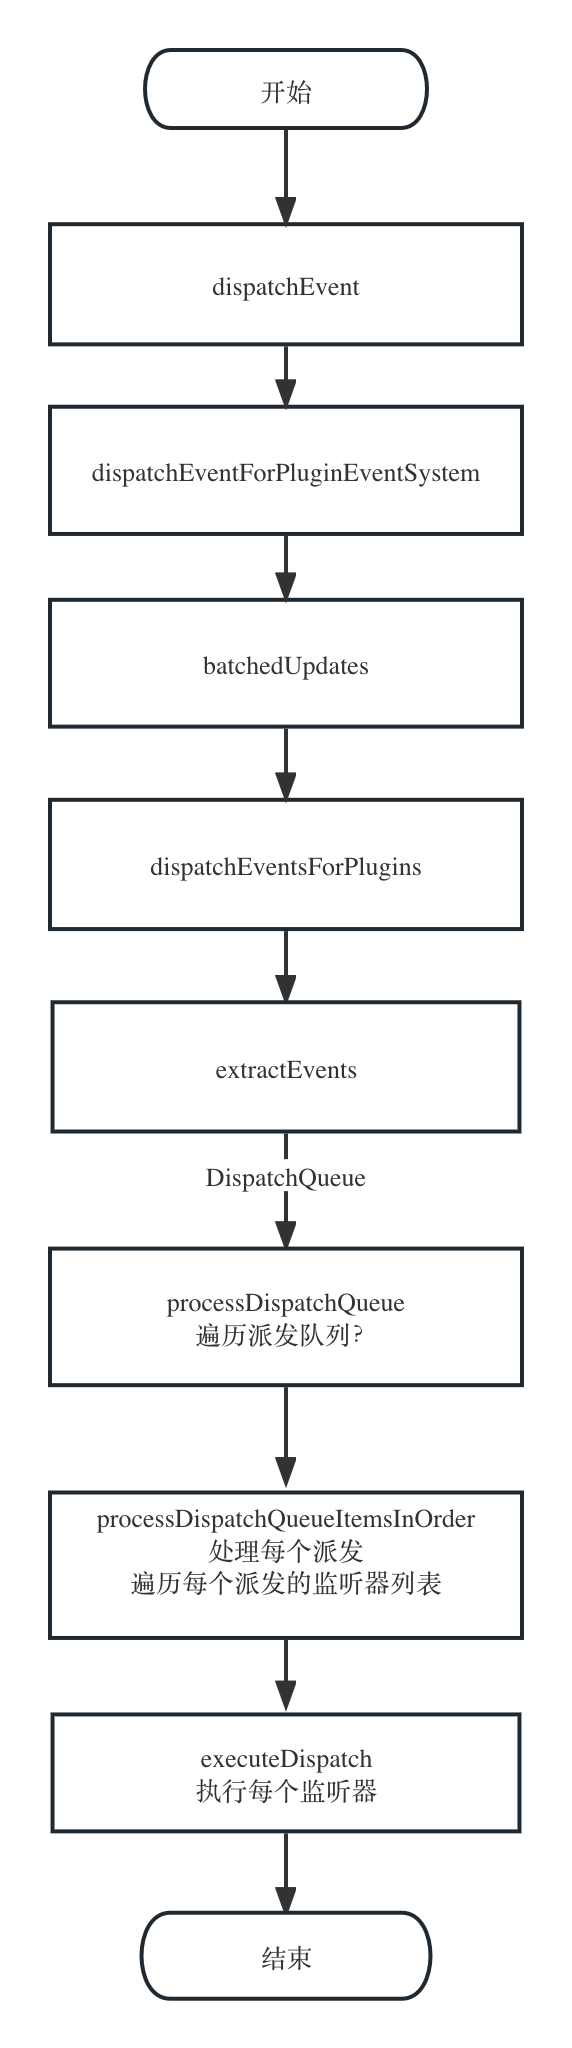 开始
dispatchEvent
dispatchEventForPluginEventSystem
batchedUpdates
dispatchEventsForPlugins
extractEvents
DispatchQueue
processDispatchQueue
遍历派发队列?
processDispatchQueueItemsInOrder
处理每个派发
遍历每个派发的监听器列表
executeDispatch
执行每个监听器
结束